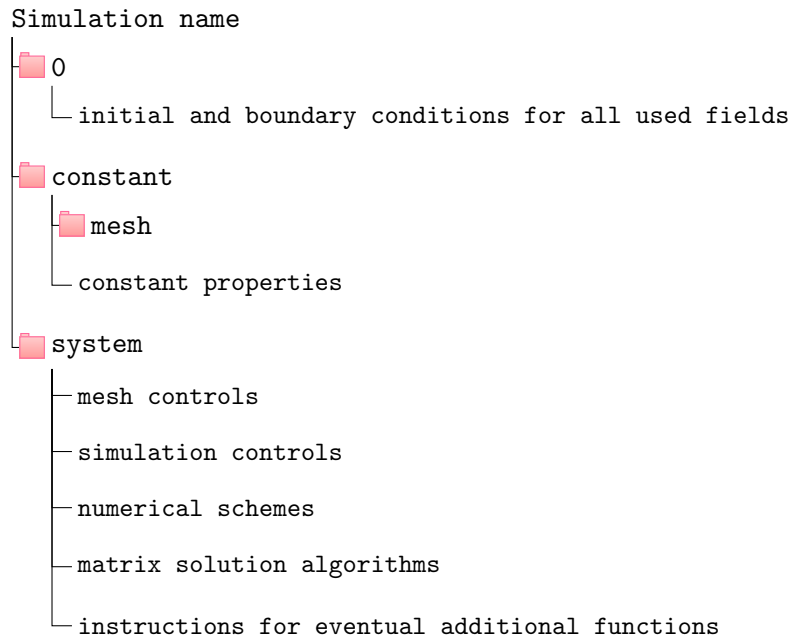 Simulation name
0
initial and boundary conditions for all used fields
constant
mesh
constant properties
system
mesh controls
simulation controls
numerical schemes
matrix solution algorithms
instructions for eventual additional functions